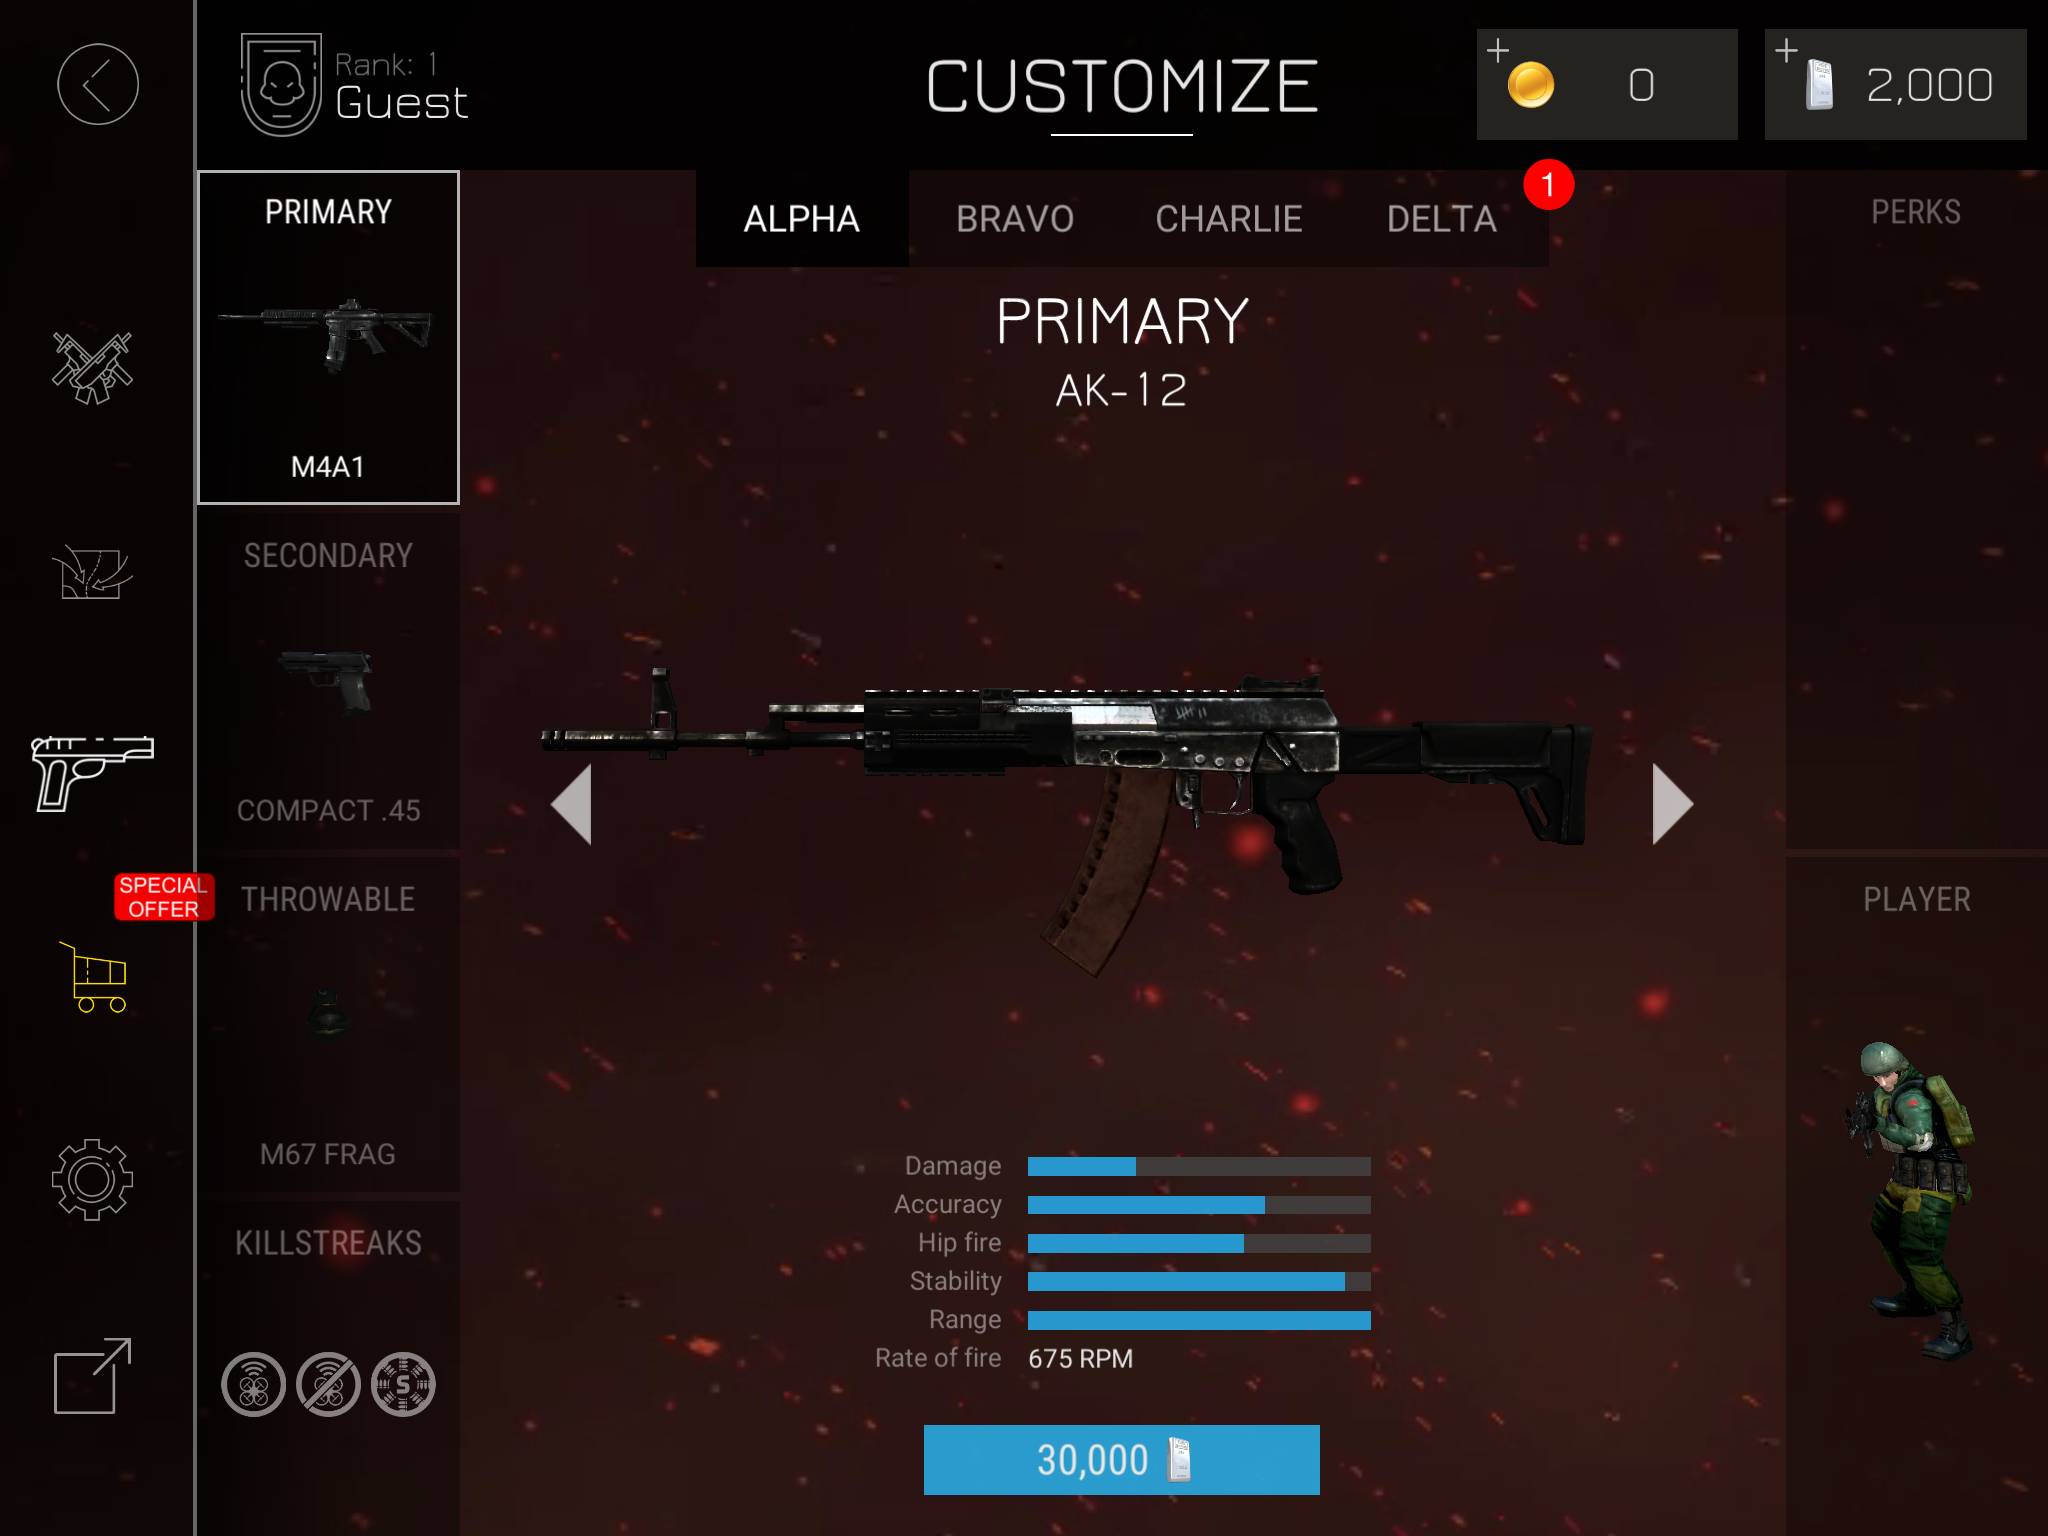 Rank: 1
Guest
CUSTOMIZE
0
2,000
PRIMARY
M4A1
SECONDARY
COMPACT .45
SPECIAL
OFFER
THROWABLE
M67 FRAG
KILLSTREAKS
S
ALPHA
BRAVO
CHARLIE
DELTA
1
PRIMARY
AK-12
Damage
Accuracy
Hip fire
Stability
Range
Rate of fire 675 RPM
30,000
PERKS
PLAYER